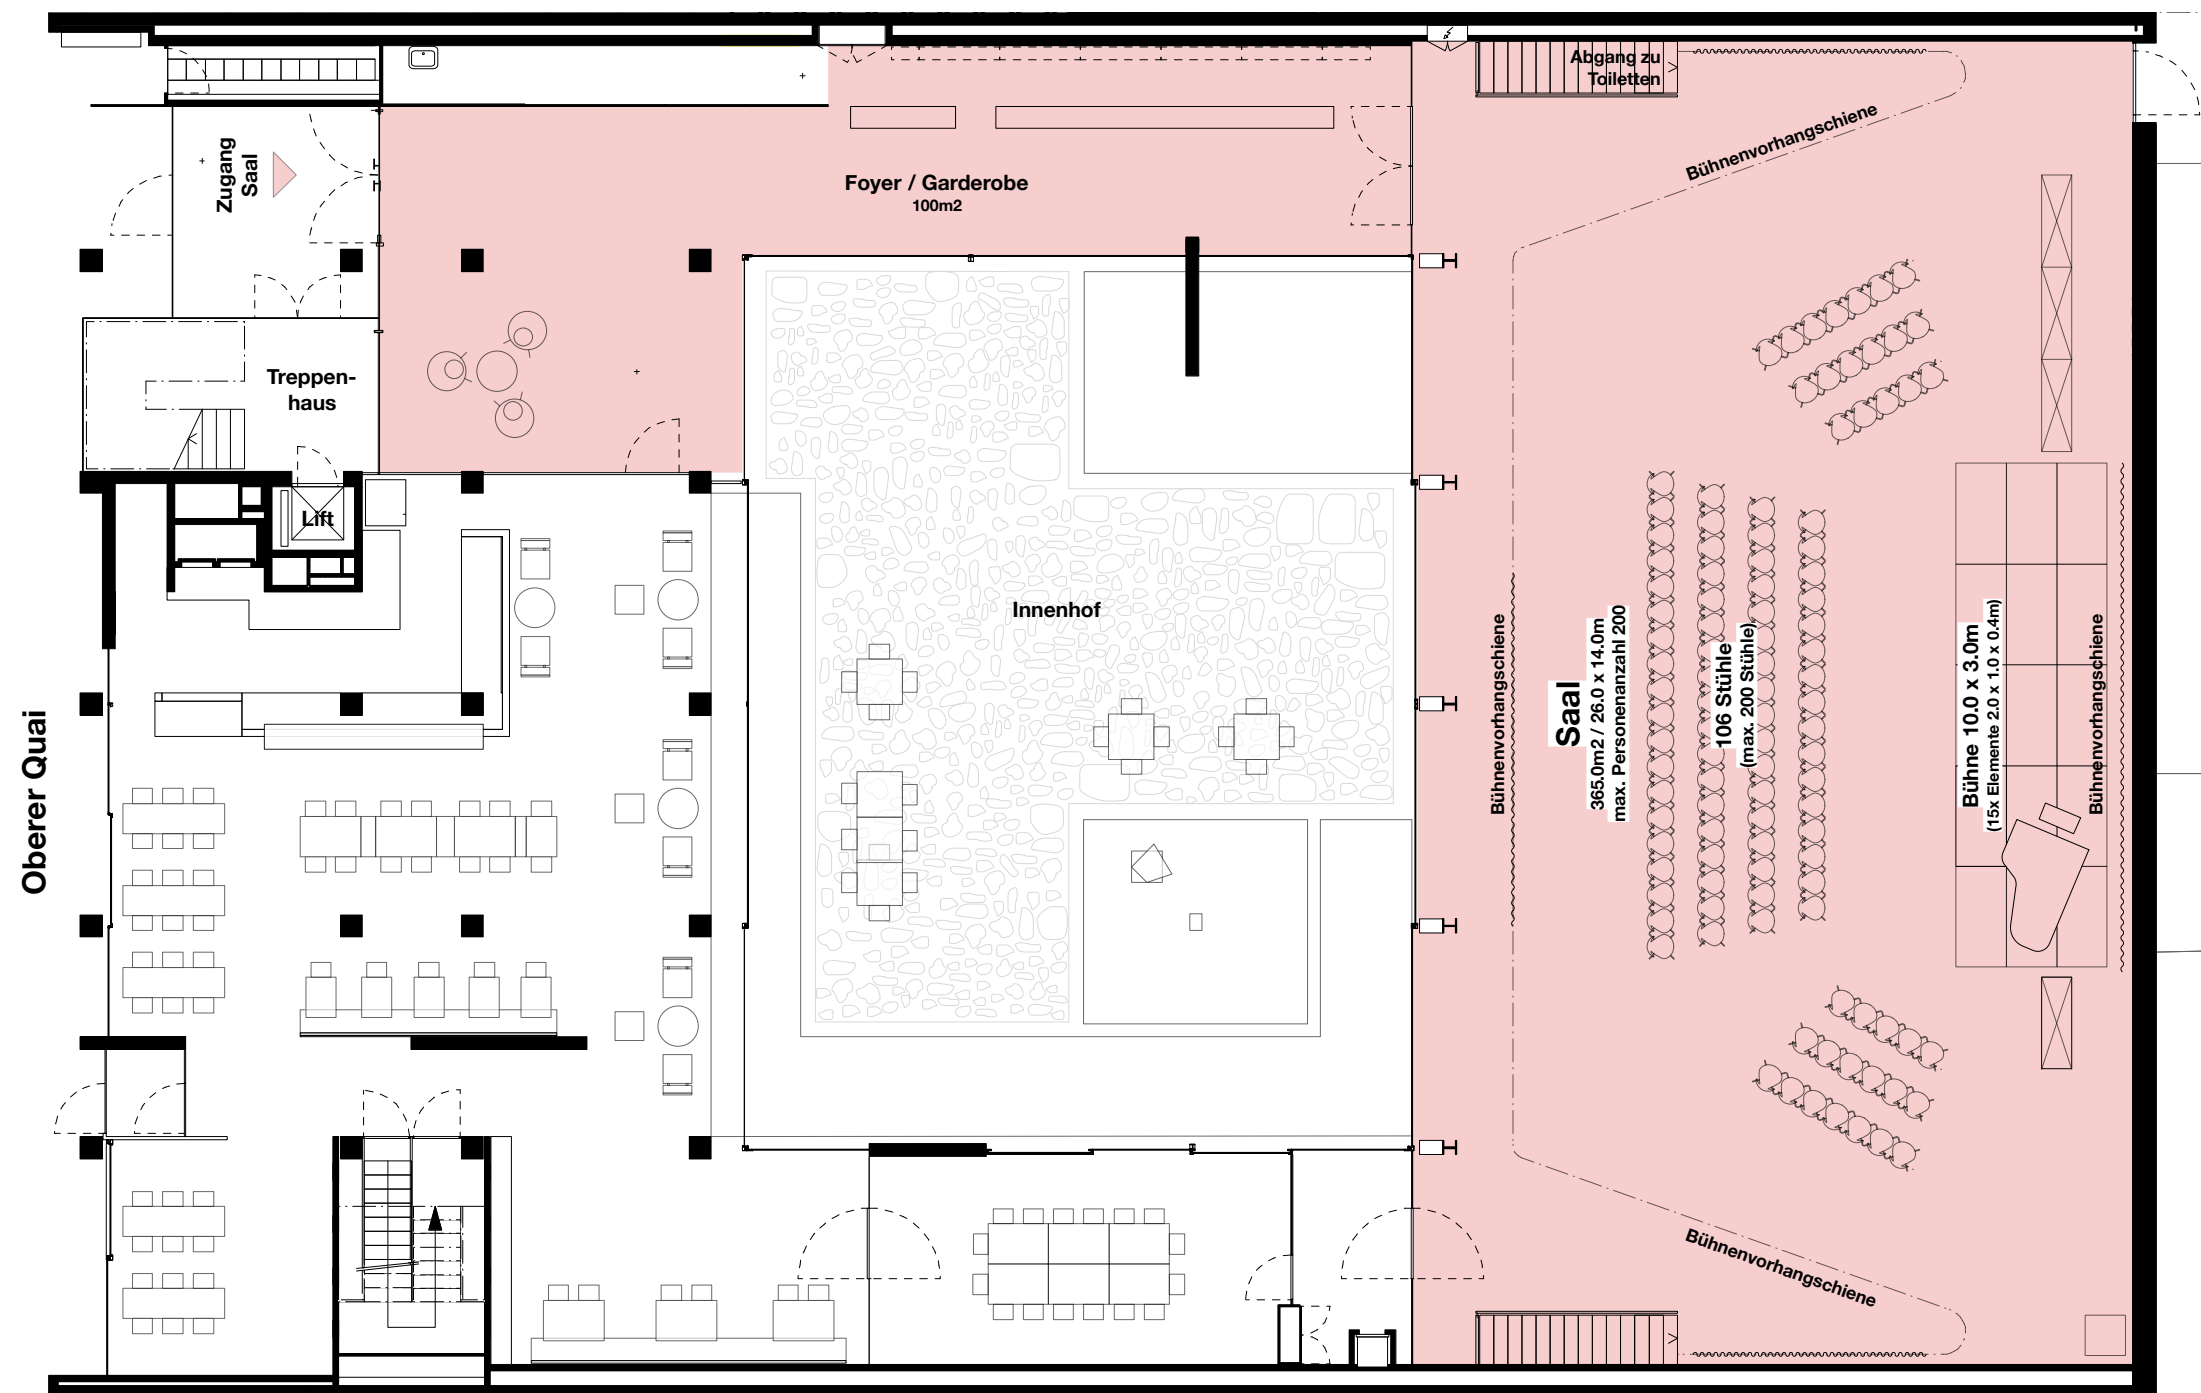 Abgang zu
Toiletten
Bühnenvorhangschiene
Zugang
Saal
Foyer / Garderobe
100m2
Treppen-
haus
Lift
Innenhof
Oberer Quai
Bühnenvorhangschiene
Saal
365.0m2 / 26.0 x 14.0m
max. Personenanzahl 200
106 Stühle
(max. 200 Stühle)
Bühne 10.0 x 3.0m
(15x Elemente 2.0 x 1.0 x 0.4m)
Bühnenvorhangschiene
Bühnenvorhangschiene